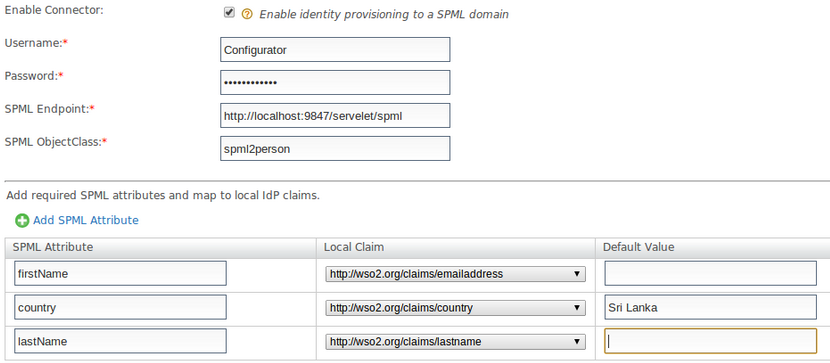 Enable Connector: Enable identity provisioning to a SPML domain
Username:* Configurator
Password:* ••••••••••••
SPML Endpoint:* http://localhost:9847/servelet/spml
SPML ObjectClass:* spml2person
Add required SPML attributes and map to local IdP claims.
Add SPML Attribute
SPML Attribute Local Claim Default Value
firstName http://wso2.org/claims/emailaddress
country http://wso2.org/claims/country Sri Lanka
lastName http://wso2.org/claims/lastname